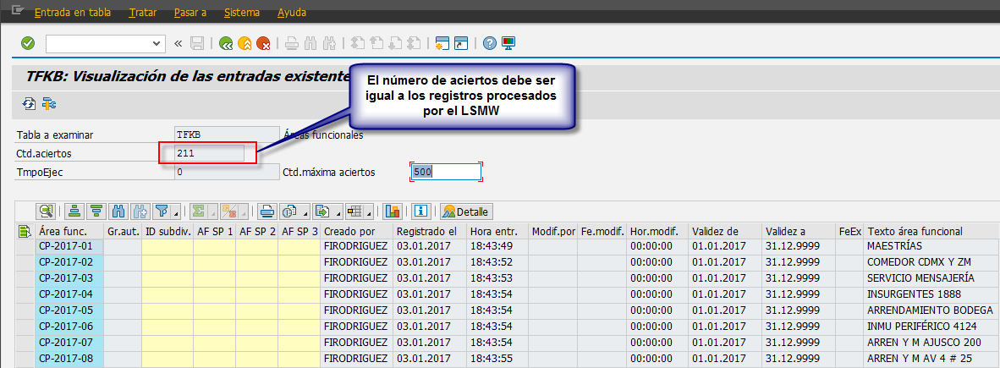 Entrada en tabla Tratar Pasar a Sistema Ayuda
TFKB: Visualización de las entradas existente
El número de aciertos debe ser
igual a los registros procesados
por el LSMW
Tabla a examinar TFKB Áreas funcionales
Ctd.aciertos 211
TmpoEjec 0 Ctd.máxima aciertos 500
Detalle
Área func. Gr.aut. ID subdiv. AF SP 1 AF SP 2 AF SP 3 Creado por Registrado el Hora entr. Modif.por Fe.modif. Hor.modif. Validez de Validez a FeEx Texto área funcional
CP-2017-01 FIRODRIGUEZ 03.01.2017 18:43:49 00:00:00 01.01.2017 31.12.9999 MAESTRÍAS
CP-2017-02 FIRODRIGUEZ 03.01.2017 18:43:52 00:00:00 01.01.2017 31.12.9999 COMEDOR CDMX Y ZM
CP-2017-03 FIRODRIGUEZ 03.01.2017 18:43:53 00:00:00 01.01.2017 31.12.9999 SERVICIO MENSAJERÍA
CP-2017-04 FIRODRIGUEZ 03.01.2017 18:43:54 00:00:00 01.01.2017 31.12.9999 INSURGENTES 1888
CP-2017-05 FIRODRIGUEZ 03.01.2017 18:43:54 00:00:00 01.01.2017 31.12.9999 ARRENDAMIENTO BODEGA
CP-2017-06 FIRODRIGUEZ 03.01.2017 18:43:54 00:00:00 01.01.2017 31.12.9999 INMU PERIFÉRICO 4124
CP-2017-07 FIRODRIGUEZ 03.01.2017 18:43:54 00:00:00 01.01.2017 31.12.9999 ARREN Y M AJUSCO 200
CP-2017-08 FIRODRIGUEZ 03.01.2017 18:43:55 00:00:00 01.01.2017 31.12.9999 ARREN Y M AV 4 # 25